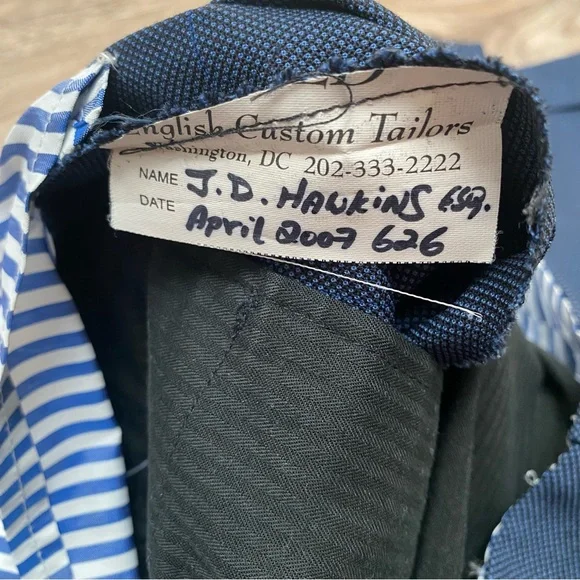 English Custom Tailors
Washington, DC 202-333-2222
NAME J.D. HAWKINS ESQ.
DATE April 2007 626